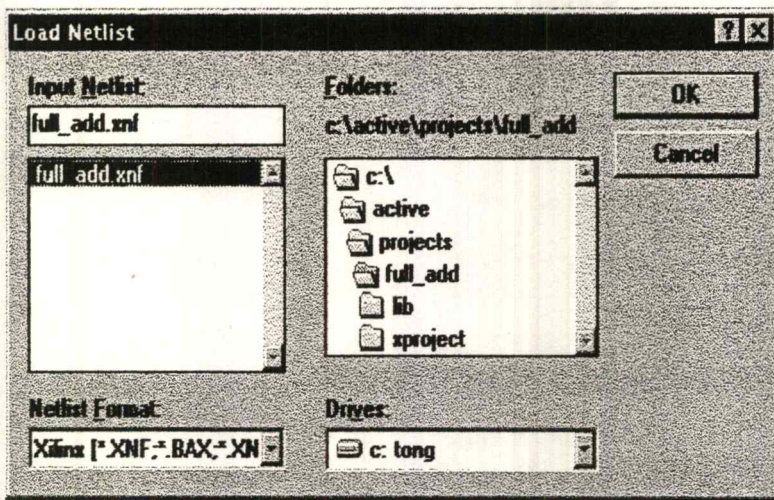 Load Netlist
Input Netlist:
full_add.xnf
full_add.xnf
Netlist Format:
Xilinx [*.XNF;*.BAX;*.XN
Folders:
c:\active\projects\full_add
c:\
active
projects
full_add
lib
xproject
Drives:
c: tong
OK
Cancel